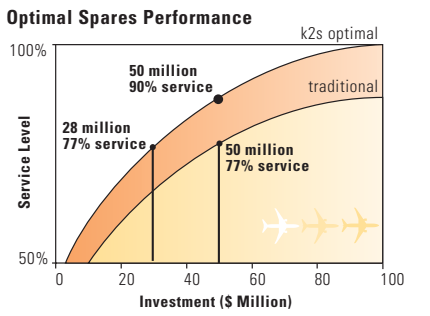 Optimal Spares Performance
k2s optimal
100%
50 million
90% service
traditional
28 million
77% service
50 million
77% service
Service Level
50%
0 20 40 60 80 100
Investment ($ Million)